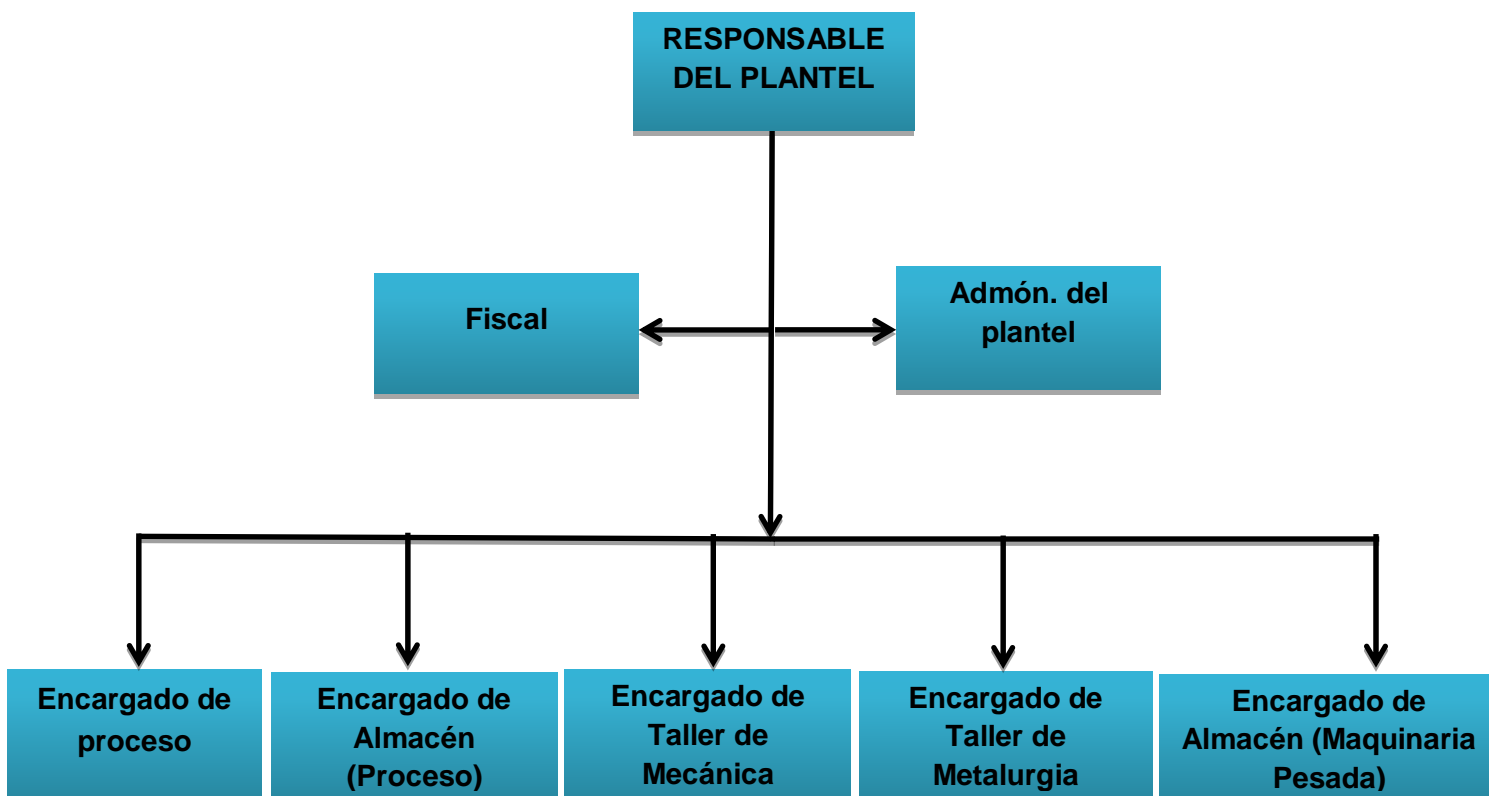 RESPONSABLE
DEL PLANTEL
Fiscal
Admón. del
plantel
Encargado de
proceso
Encargado de
Almacén
(Proceso)
Encargado de
Taller de
Mecánica
Encargado de
Taller de
Metalurgia
Encargado de
Almacén (Maquinaria
Pesada)